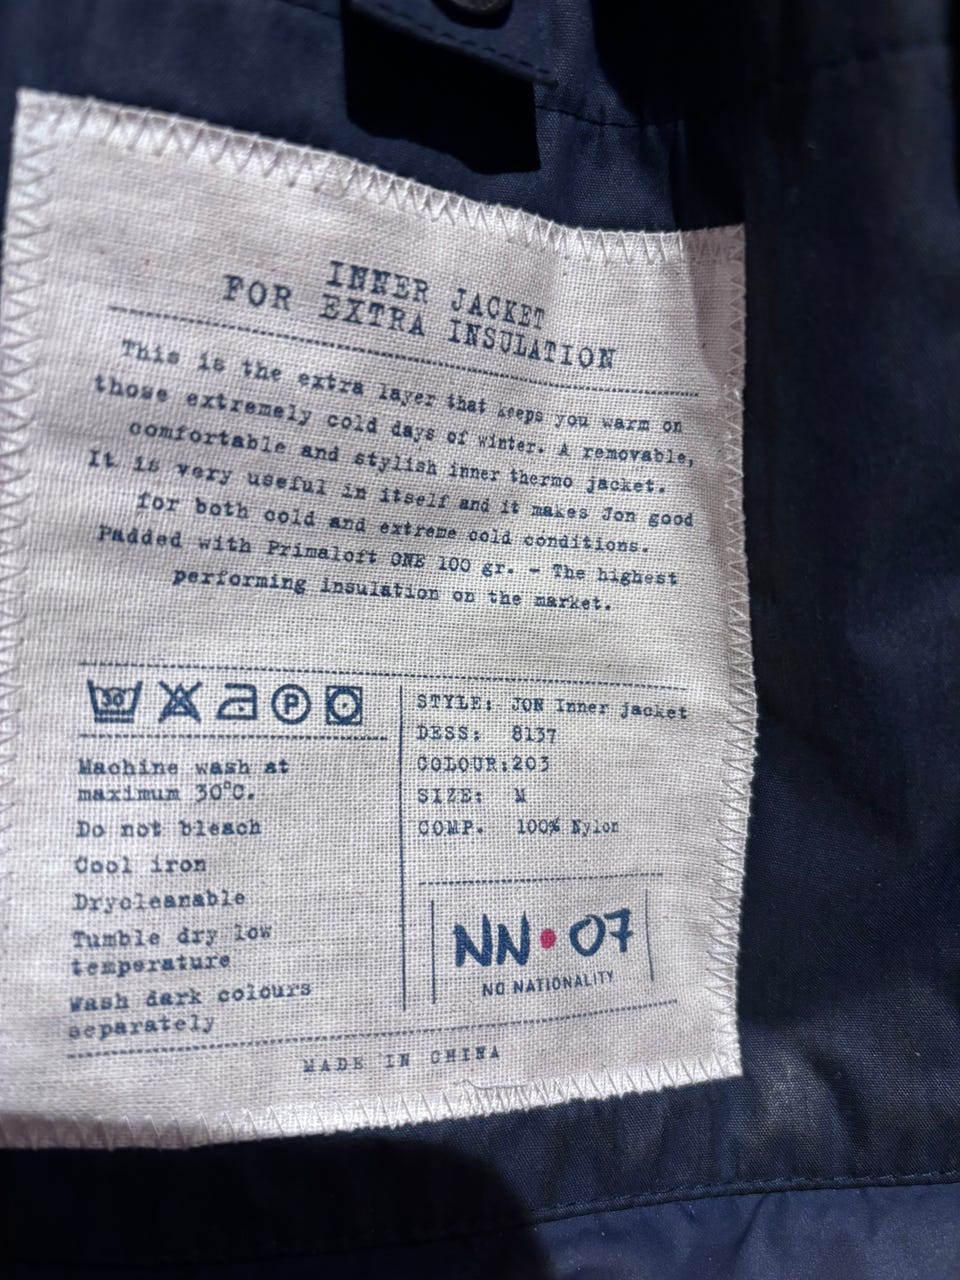 INNER JACKET
FOR EXTRA INSULATION
This is the extra layer that keeps you warm on
those extremely cold days of winter. A removable,
comfortable and stylish inner thermo jacket.
It is very useful in itself and it makes Jon good
for both cold and extreme cold conditions.
Padded with Primaloft ONE 100 gr. - The highest
performing insulation on the market.
30
P
Machine wash at
maximum 30°C.
Do not bleach
Cool iron
Drycleanable
Tumble dry low
temperature
Wash dark colours
separately
STYLE: JON Inner jacket
DESS: 8137
COLOUR:203
SIZE: M
COMP. 100% Nylon
NN•07
NO NATIONALITY
MADE IN CHINA